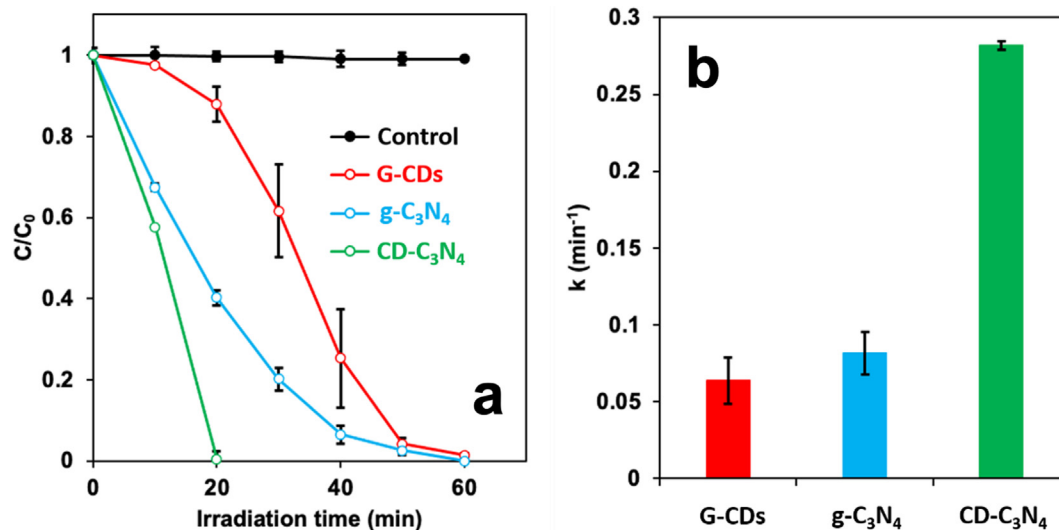 C/C₀
1
0.8
0.6
0.4
0.2
0
0 20 40 60
Irradiation time (min)
Control
G-CDs
g-C₃N₄
CD-C₃N₄
a
b
k (min⁻¹)
0.3
0.25
0.2
0.15
0.1
0.05
0
G-CDs g-C₃N₄ CD-C₃N₄